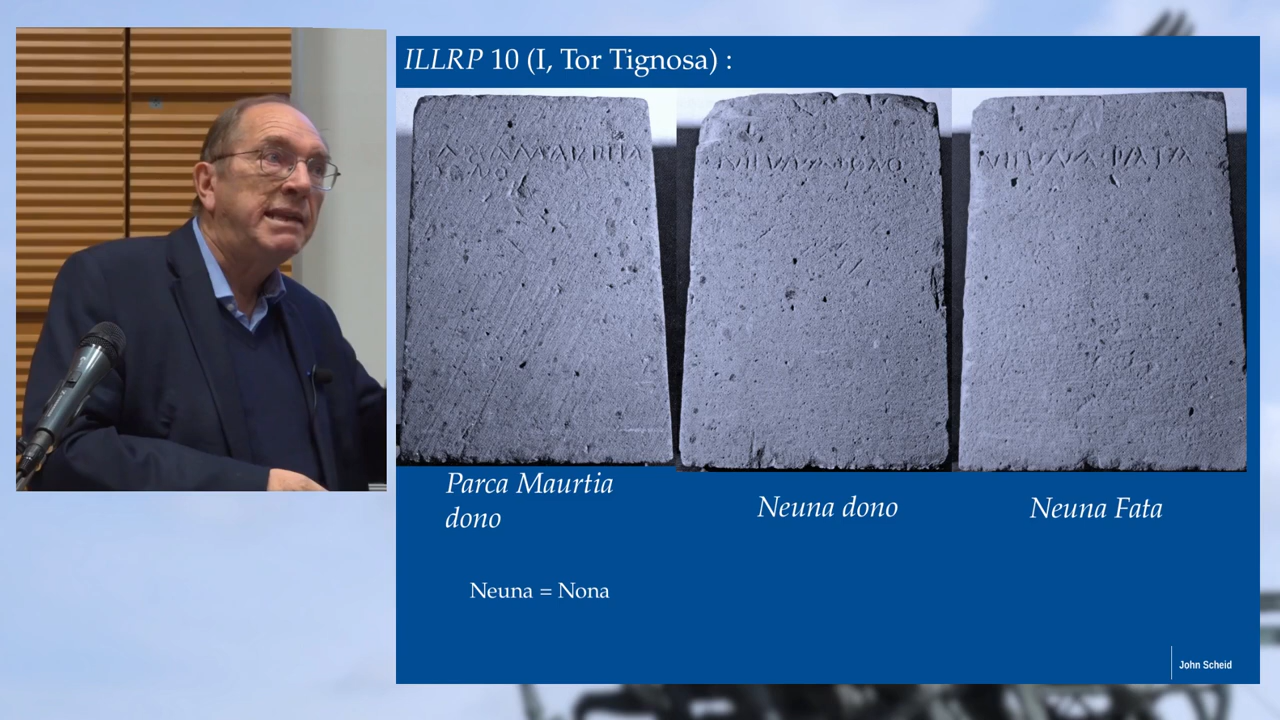 ILLRP 10 (I, Tor Tignosa) :
Parca Maurtia
dono
Neuna dono
Neuna Fata
Neuna = Nona
John Scheid